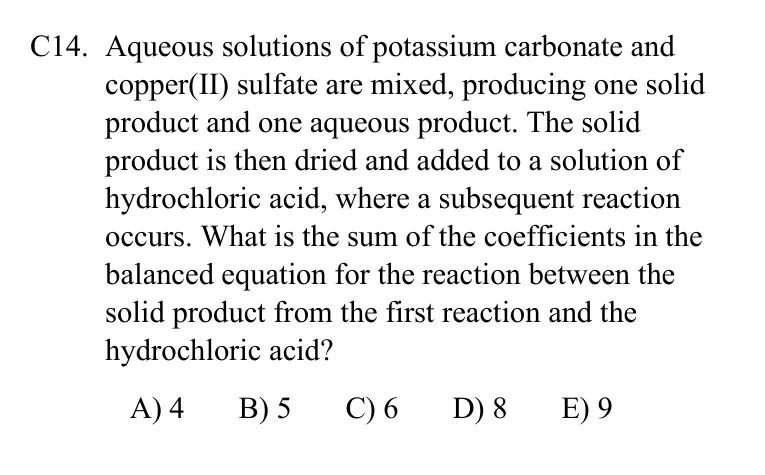 C14. Aqueous solutions of potassium carbonate and
copper(II) sulfate are mixed, producing one solid
product and one aqueous product. The solid
product is then dried and added to a solution of
hydrochloric acid, where a subsequent reaction
occurs. What is the sum of the coefficients in the
balanced equation for the reaction between the
solid product from the first reaction and the
hydrochloric acid?
A) 4 B) 5 C) 6 D) 8 E) 9